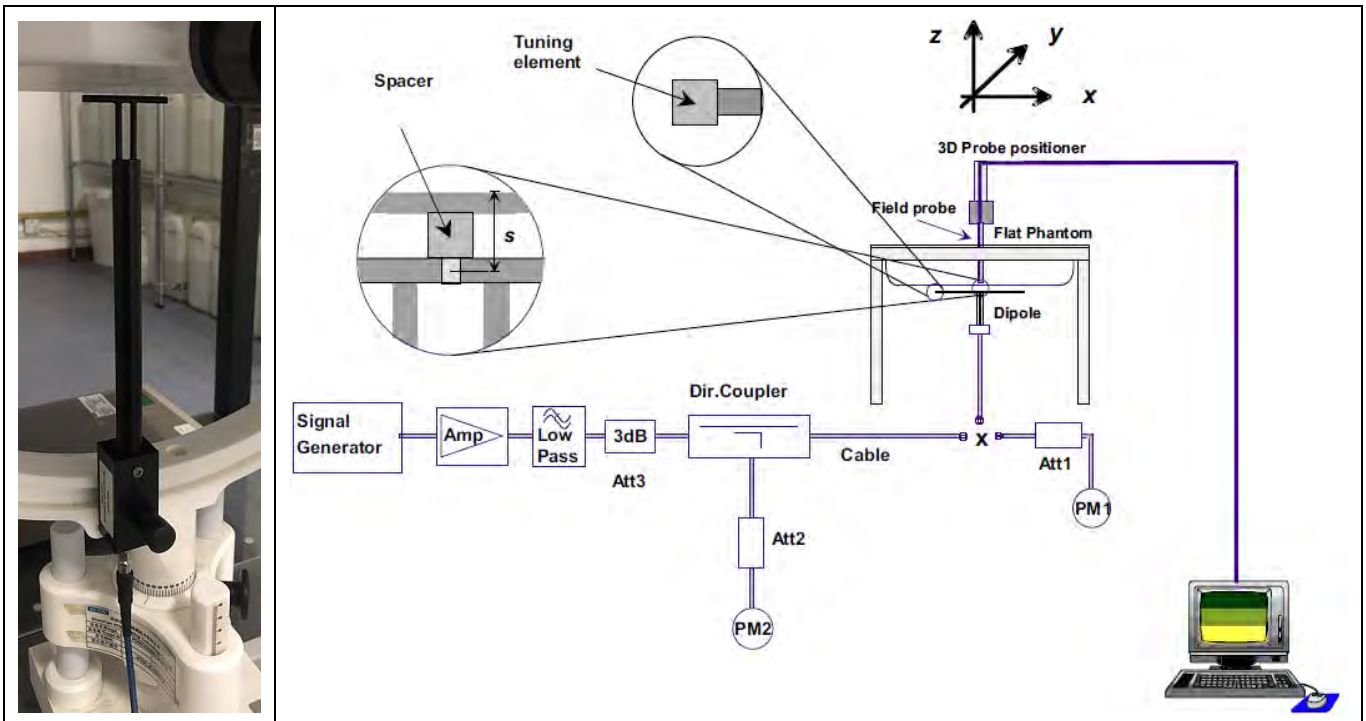 Tuning
element
Spacer
s
z
y
x
3D Probe positioner
Field probe
Flat Phantom
Dipole
Dir.Coupler
Signal
Generator
Amp
Low
Pass
3dB
Att3
Cable
x
Att1
PM1
Att2
PM2